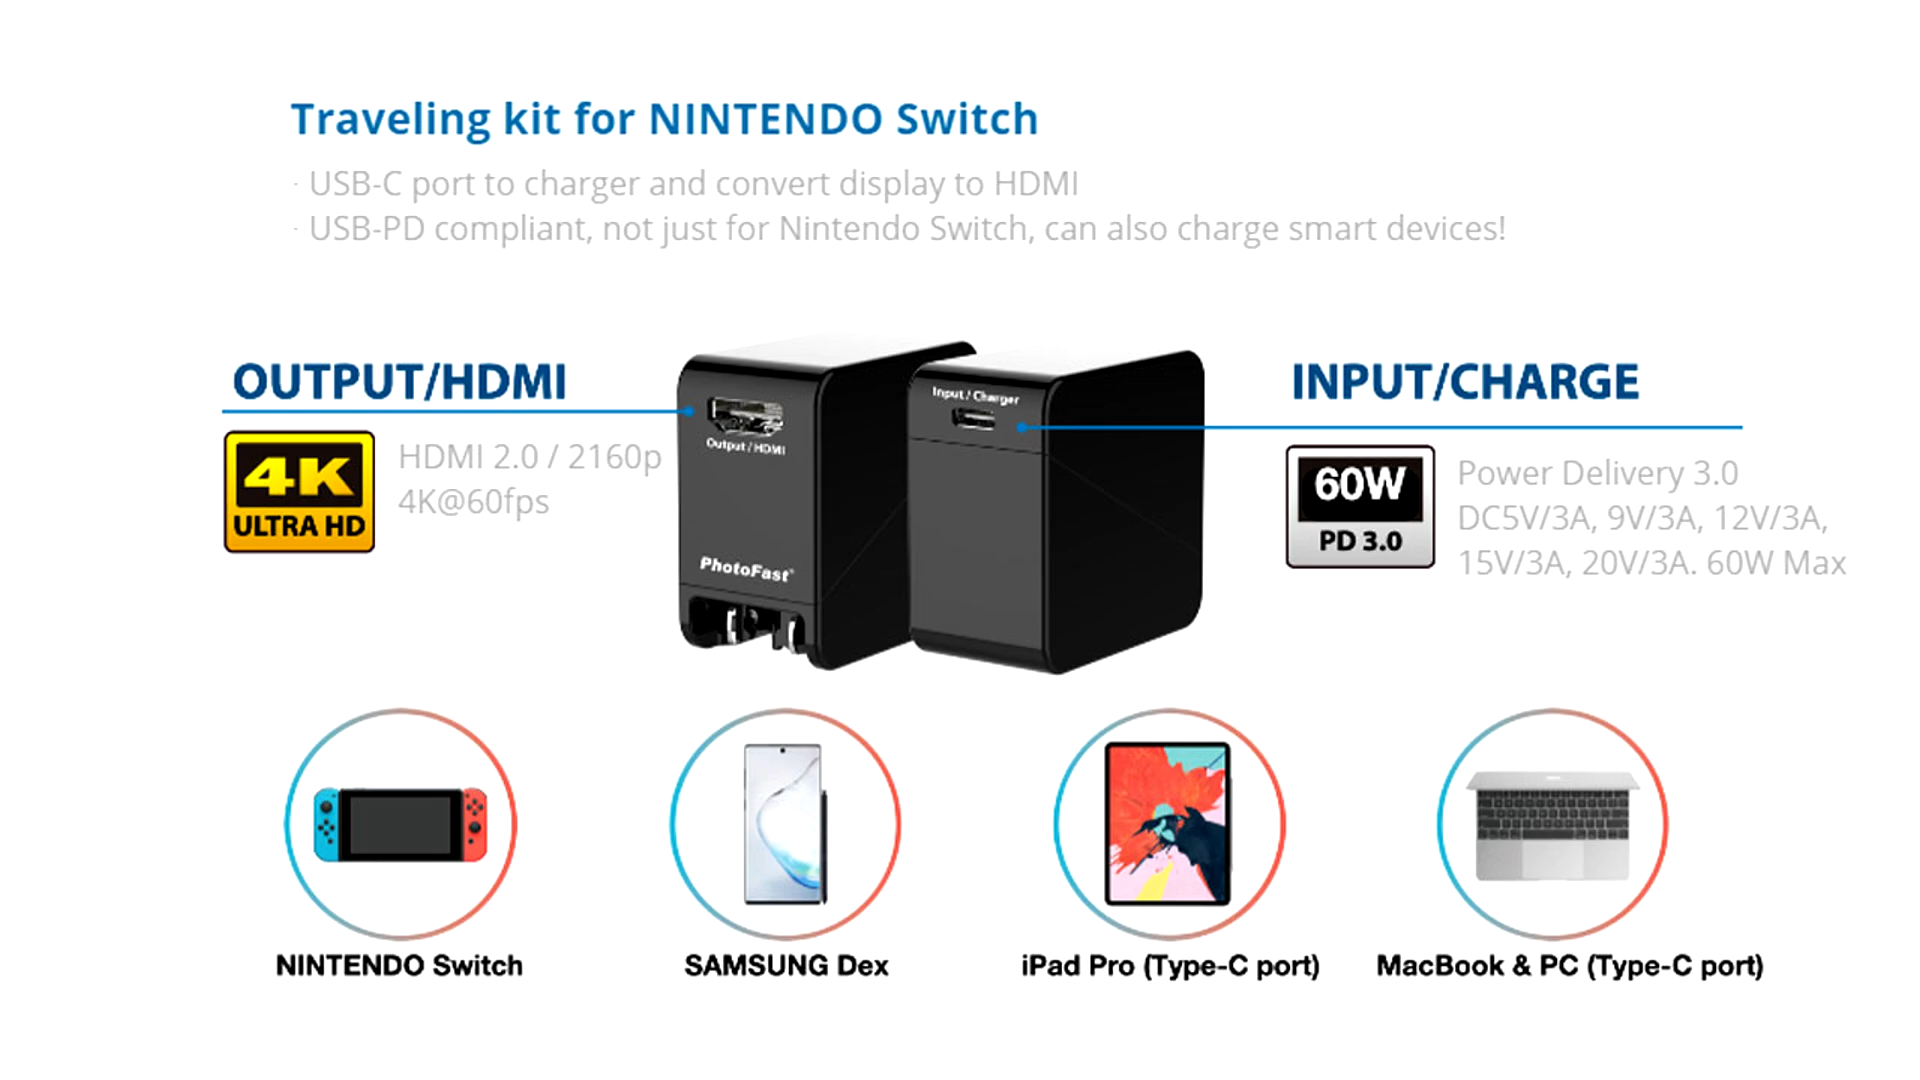 Traveling kit for NINTENDO Switch
· USB-C port to charger and convert display to HDMI
· USB-PD compliant, not just for Nintendo Switch, can also charge smart devices!
OUTPUT/HDMI
4K
ULTRA HD
HDMI 2.0 / 2160p
4K@60fps
Output / HDMI
PhotoFast
Input / Charger
INPUT/CHARGE
60W
PD 3.0
Power Delivery 3.0
DC5V/3A, 9V/3A, 12V/3A,
15V/3A, 20V/3A. 60W Max
NINTENDO Switch
SAMSUNG Dex
iPad Pro (Type-C port)
MacBook & PC (Type-C port)